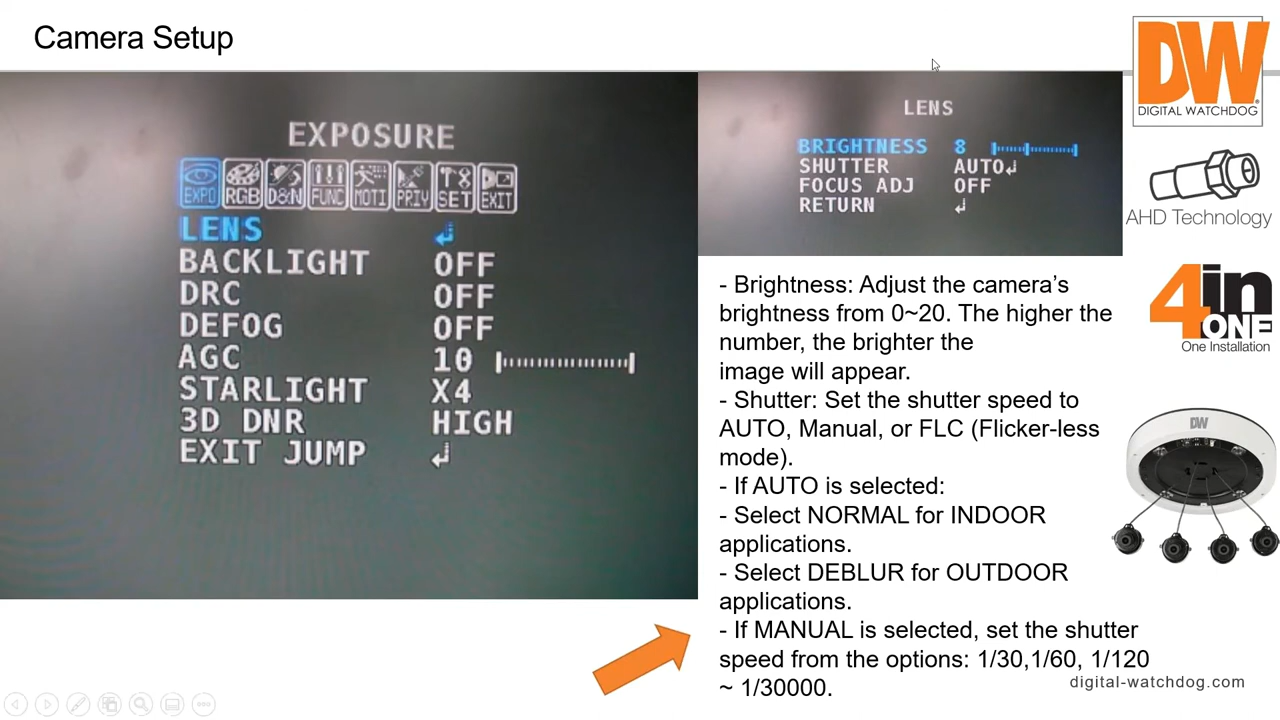 Camera Setup
DW
DIGITAL WATCHDOG®
EXPOSURE
EXPO RGB D&N FUNC MOTI PRIV SET EXIT
LENS
BACKLIGHT OFF
DRC OFF
DEFOG OFF
AGC 10
STARLIGHT X4
3D DNR HIGH
EXIT JUMP
LENS
BRIGHTNESS 8
SHUTTER AUTO
FOCUS ADJ OFF
RETURN
AHD Technology
- Brightness: Adjust the camera’s
brightness from 0~20. The higher the
number, the brighter the
image will appear.
- Shutter: Set the shutter speed to
AUTO, Manual, or FLC (Flicker-less
mode).
- If AUTO is selected:
- Select NORMAL for INDOOR
applications.
- Select DEBLUR for OUTDOOR
applications.
- If MANUAL is selected, set the shutter
speed from the options: 1/30,1/60, 1/120
~ 1/30000.
4in
ONE
One Installation
DW
digital-watchdog.com